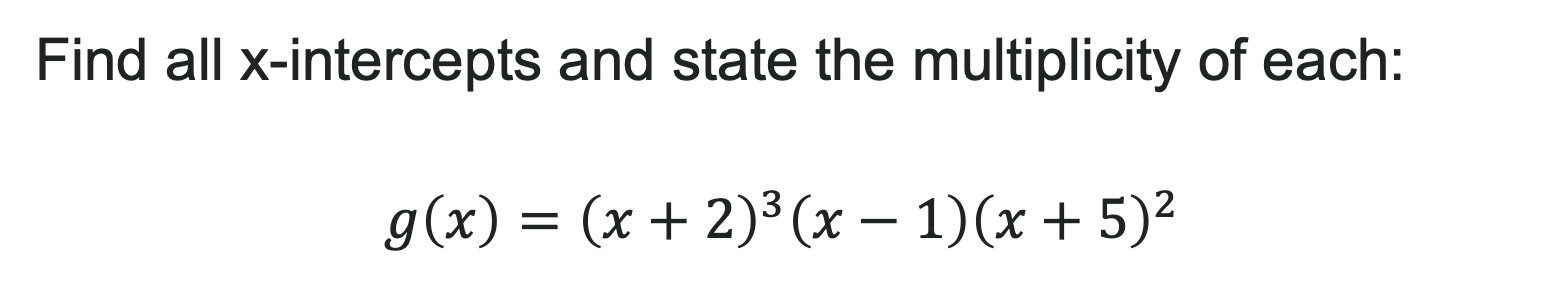 Find all x-intercepts and state the multiplicity of each:
g(x) = (x + 2)³(x − 1)(x + 5)²